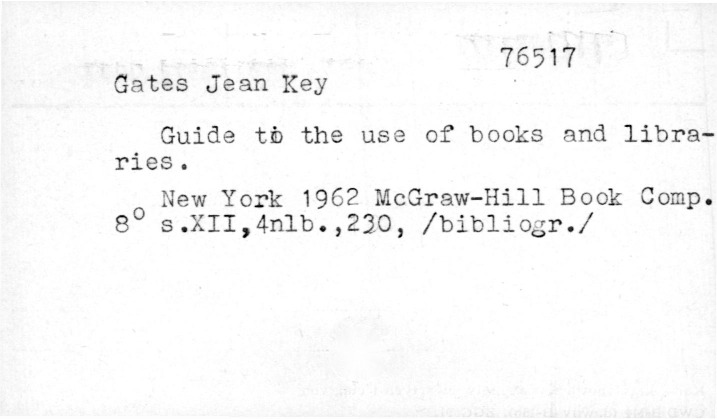 76517
Gates Jean Key
Guide to the use of books and libra-
ries.
New York 1962 McGraw-Hill Book Comp.
8° s.XII,4nlb.,230, /bibliogr./